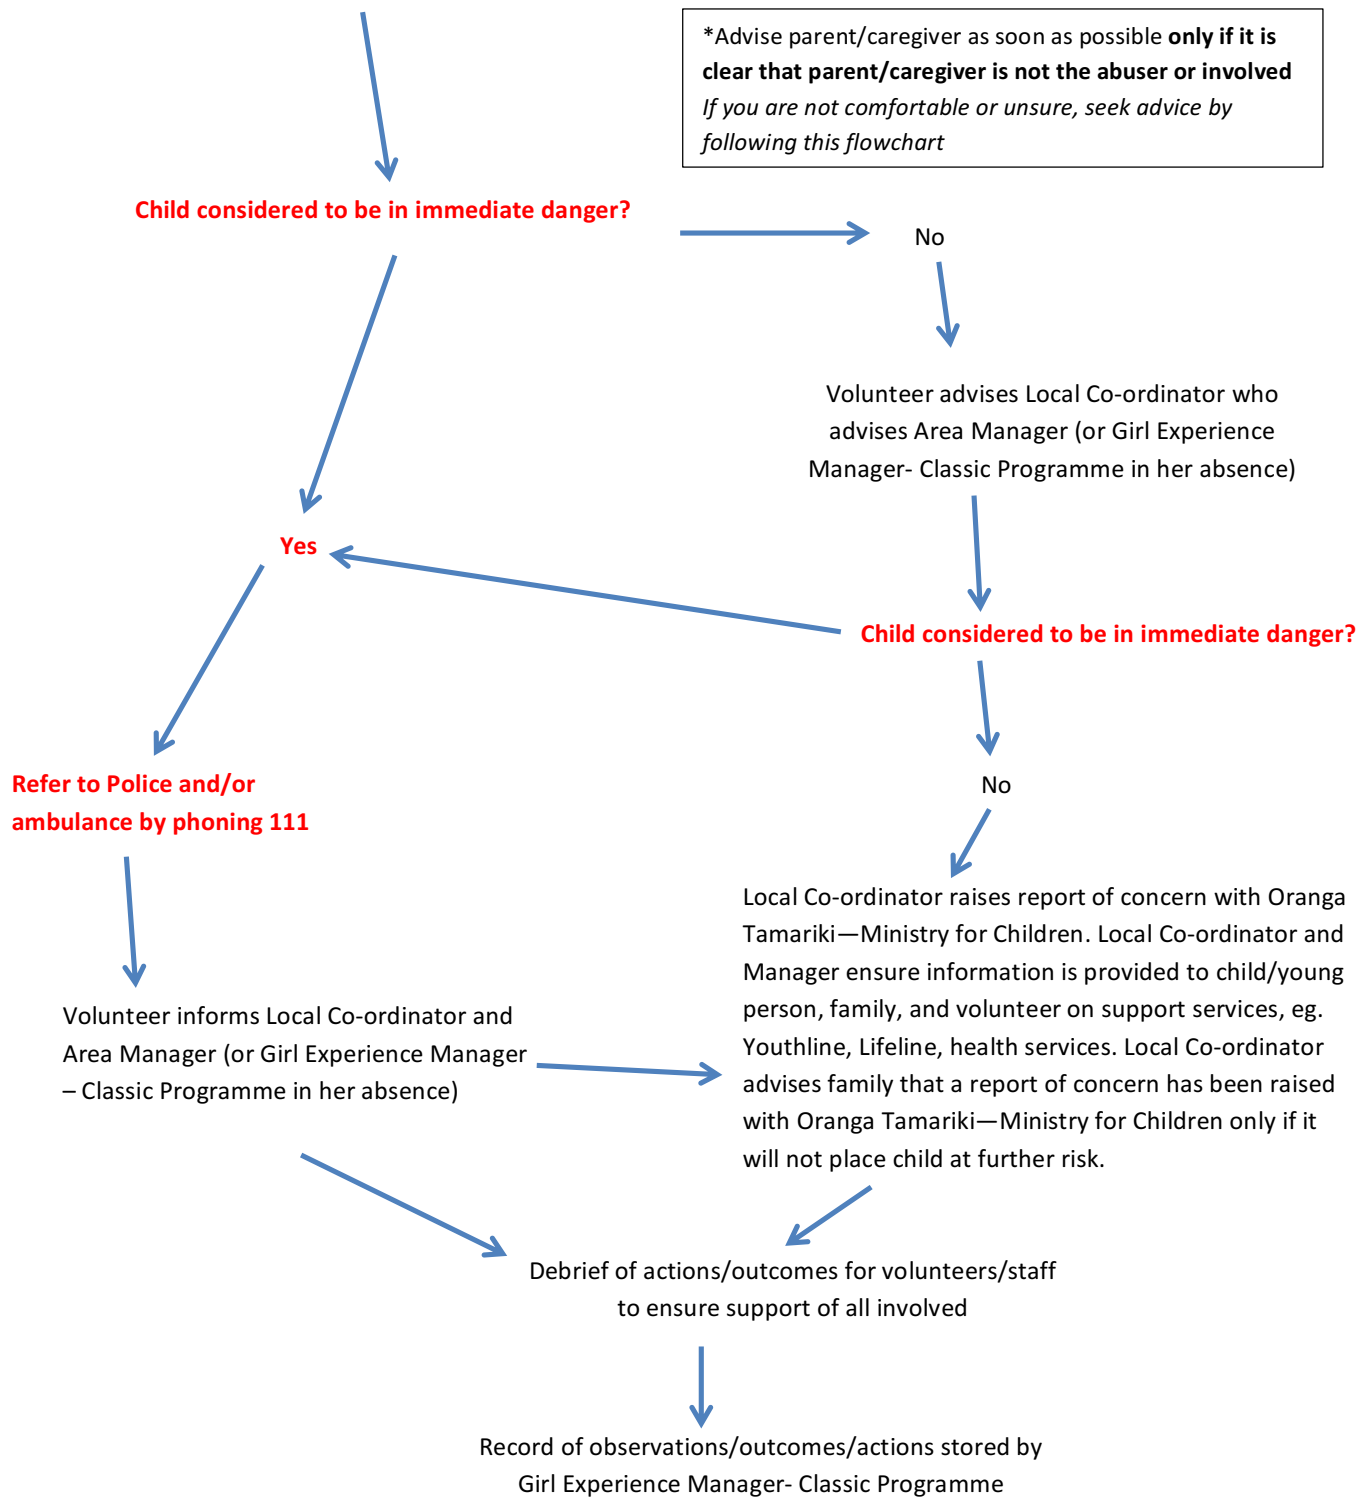 *Advise parent/caregiver as soon as possible only if it is
clear that parent/caregiver is not the abuser or involved
If you are not comfortable or unsure, seek advice by
following this flowchart
Child considered to be in immediate danger?
No
Volunteer advises Local Co-ordinator who
advises Area Manager (or Girl Experience
Manager- Classic Programme in her absence)
Yes
Child considered to be in immediate danger?
Refer to Police and/or
ambulance by phoning 111
No
Local Co-ordinator raises report of concern with Oranga
Tamariki—Ministry for Children. Local Co-ordinator and
Manager ensure information is provided to child/young
person, family, and volunteer on support services, eg.
Youthline, Lifeline, health services. Local Co-ordinator
advises family that a report of concern has been raised
with Oranga Tamariki—Ministry for Children only if it
will not place child at further risk.
Volunteer informs Local Co-ordinator and
Area Manager (or Girl Experience Manager
– Classic Programme in her absence)
Debrief of actions/outcomes for volunteers/staff
to ensure support of all involved
Record of observations/outcomes/actions stored by
Girl Experience Manager- Classic Programme